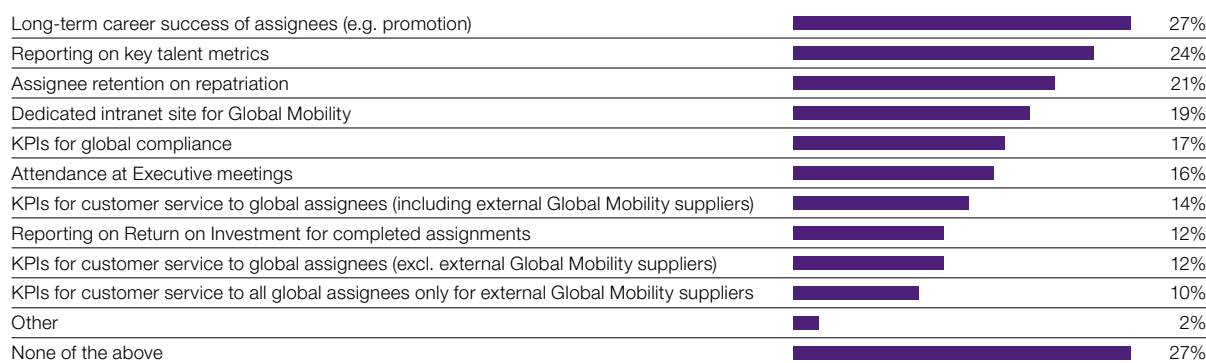 Long-term career success of assignees (e.g. promotion) 27%
Reporting on key talent metrics 24%
Assignee retention on repatriation 21%
Dedicated intranet site for Global Mobility 19%
KPIs for global compliance 17%
Attendance at Executive meetings 16%
KPIs for customer service to global assignees (including external Global Mobility suppliers) 14%
Reporting on Return on Investment for completed assignments 12%
KPIs for customer service to global assignees (excl. external Global Mobility suppliers) 12%
KPIs for customer service to all global assignees only for external Global Mobility suppliers 10%
Other 2%
None of the above 27%